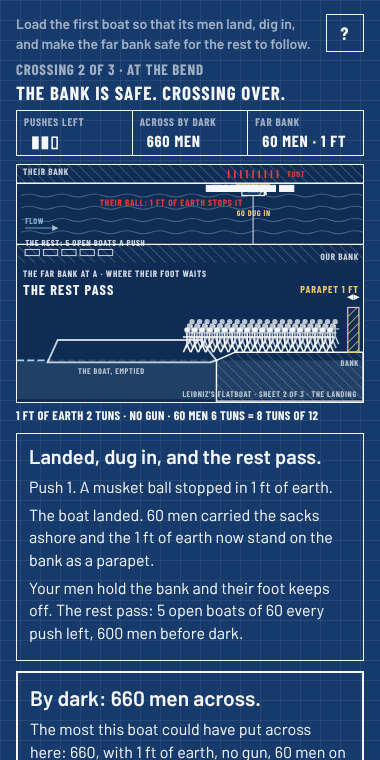 Load the first boat so that its men land, dig in,
and make the far bank safe for the rest to follow.
?
CROSSING 2 OF 3 · AT THE BEND
THE BANK IS SAFE. CROSSING OVER.
PUSHES LEFT
ACROSS BY DARK
660 MEN
FAR BANK
60 MEN · 1 FT
THEIR BANK
FOOT
THEIR BALL: 1 FT OF EARTH STOPS IT
60 DUG IN
FLOW
THE REST: 5 OPEN BOATS A PUSH
OUR BANK
THE FAR BANK AT A · WHERE THEIR FOOT WAITS
THE REST PASS
PARAPET 1 FT
BANK
THE BOAT, EMPTIED
LEIBNIZ'S FLATBOAT · SHEET 2 OF 3 · THE LANDING
1 FT OF EARTH 2 TUNS · NO GUN · 60 MEN 6 TUNS = 8 TUNS OF 12
Landed, dug in, and the rest pass.
Push 1. A musket ball stopped in 1 ft of earth.
The boat landed. 60 men carried the sacks
ashore and the 1 ft of earth now stand on the
bank as a parapet.
Your men hold the bank and their foot keeps
off. The rest pass: 5 open boats of 60 every
push left, 600 men before dark.
By dark: 660 men across.
The most this boat could have put across
here: 660, with 1 ft of earth, no gun, 60 men on